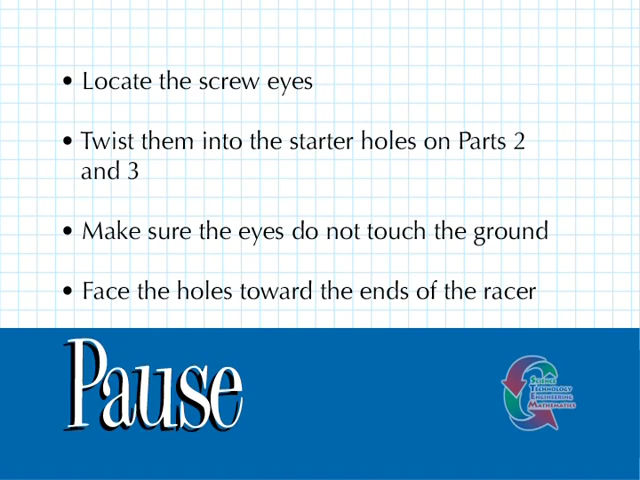 • Locate the screw eyes
• Twist them into the starter holes on Parts 2
and 3
• Make sure the eyes do not touch the ground
• Face the holes toward the ends of the racer
Pause
Science
Technology
Engineering
Mathematics